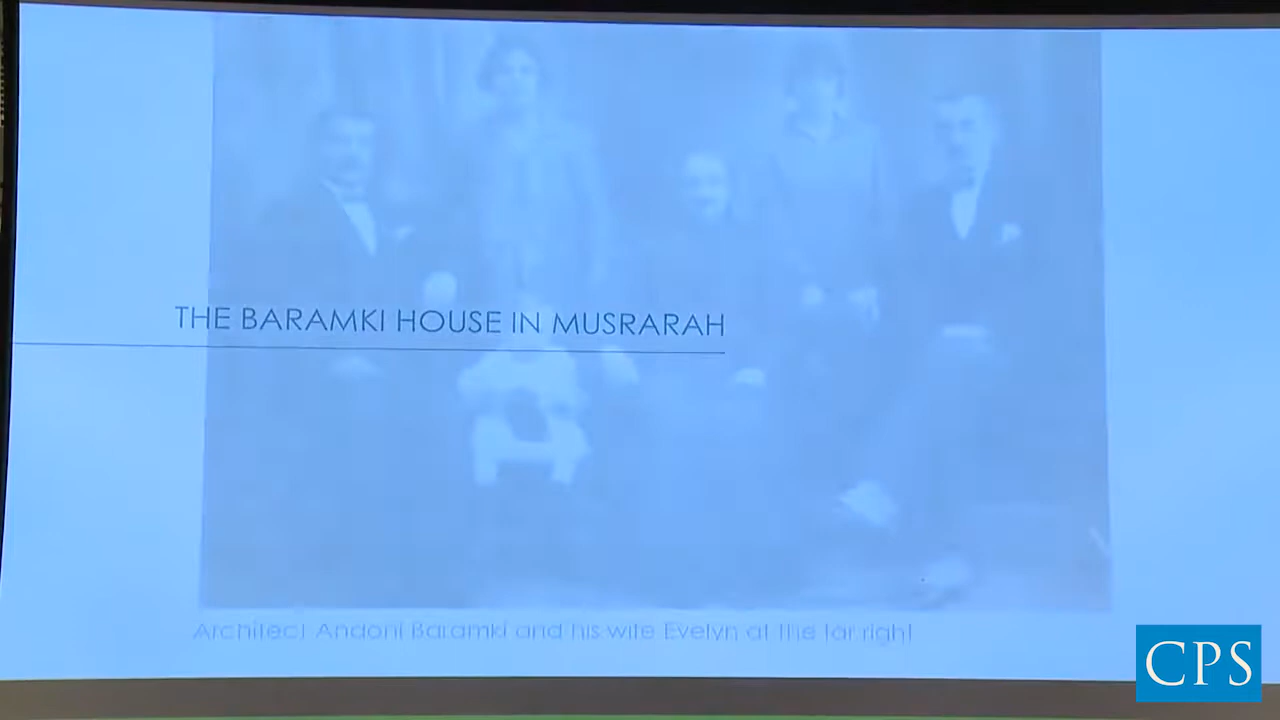 THE BARAMKI HOUSE IN MUSRARAH
Architect Andoni Baramki and his wife Evelyn at the far right
CPS